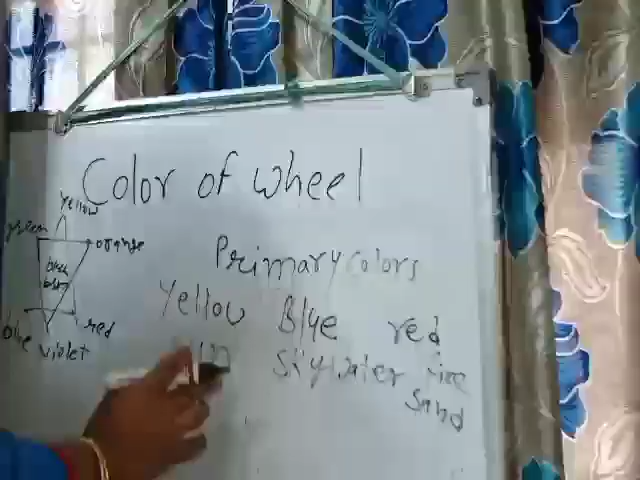 Color of wheel
yellow
green
orange
blue
violet
red
Primary colors
Yellow Blue red
Sky water fire
sand